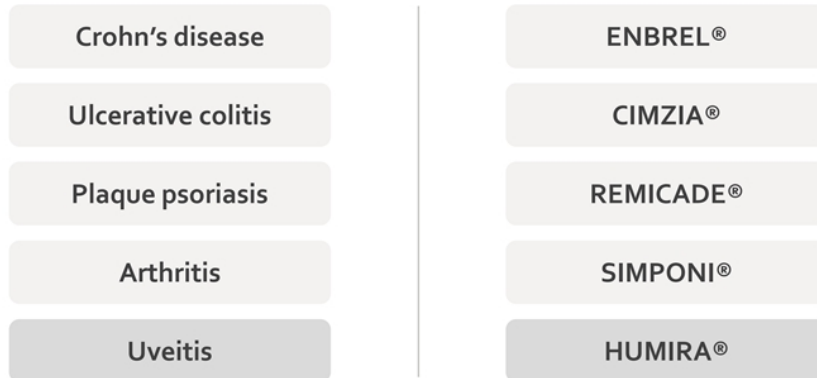 Crohn’s disease
Ulcerative colitis
Plaque psoriasis
Arthritis
Uveitis
ENBREL®
CIMZIA®
REMICADE®
SIMPONI®
HUMIRA®